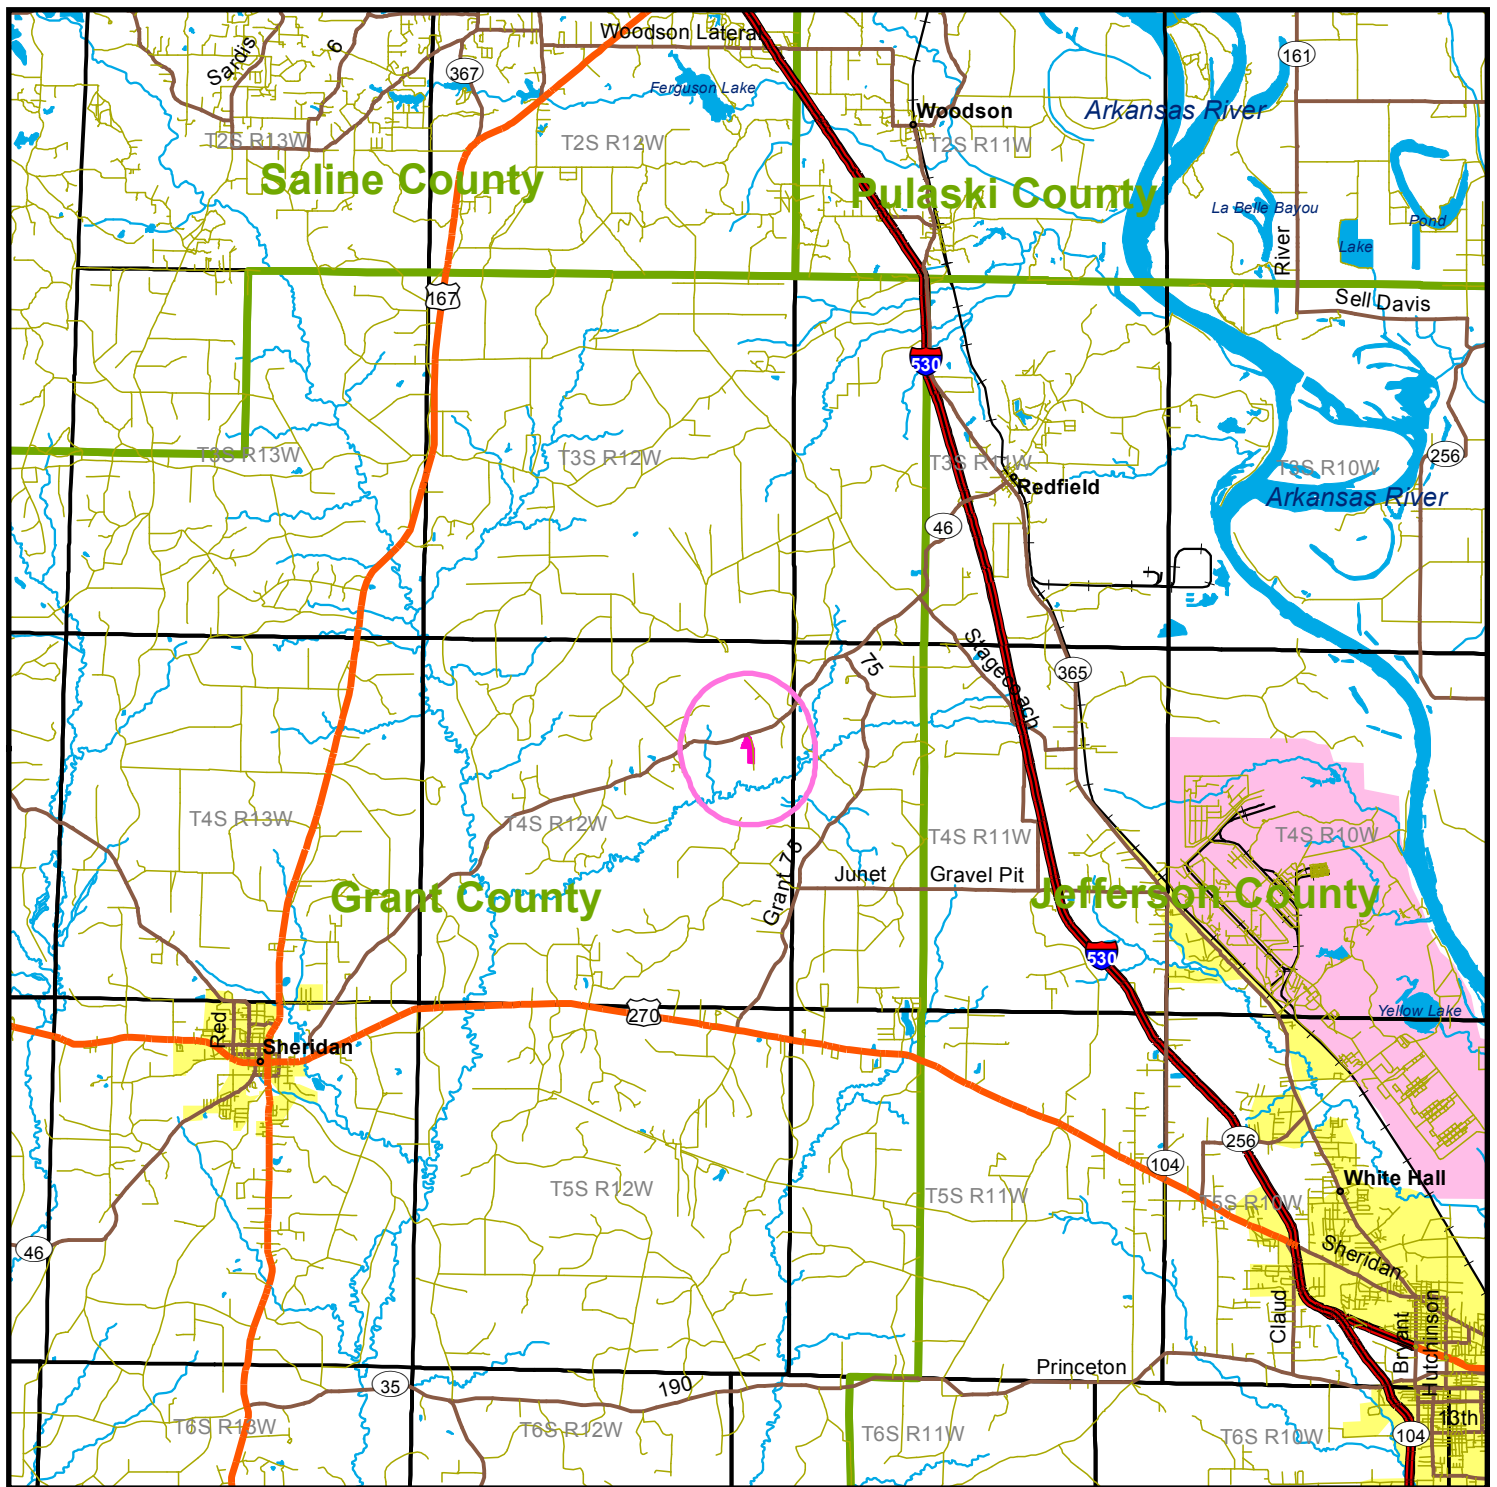 Sardis
6
367
Woodson Lateral
Ferguson Lake
Woodson
Arkansas River
161
T2S R13W
T2S R12W
T2S R11W
Saline County
Pulaski County
La Belle Bayou
Pond
Lake
River
167
Sell Davis
530
T3S R13W
T3S R12W
T3S R11W
T3S R10W
256
Redfield
Arkansas River
46
Stagecoach
75
365
T4S R13W
T4S R12W
T4S R11W
T4S R10W
Grant 75
Junet
Gravel Pit
Grant County
Jefferson County
530
Red
270
Yellow Lake
Sheridan
256
104
White Hall
T5S R12W
T5S R11W
T5S R10W
46
Sheridan
Claud
Bryant
Hutchinson
Princeton
35
190
13th
T6S R13W
T6S R12W
T6S R11W
T6S R10W
104